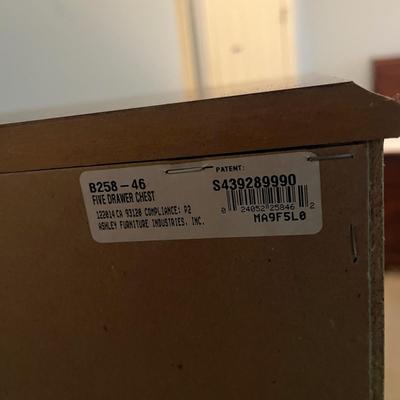 PATENT:
B258-46
S439289990
FIVE DRAWER CHEST
122014 CA 93120 COMPLIANCE: P2
0 24052 25846 2
ASHLEY FURNITURE INDUSTRIES, INC.
MA9F5L0